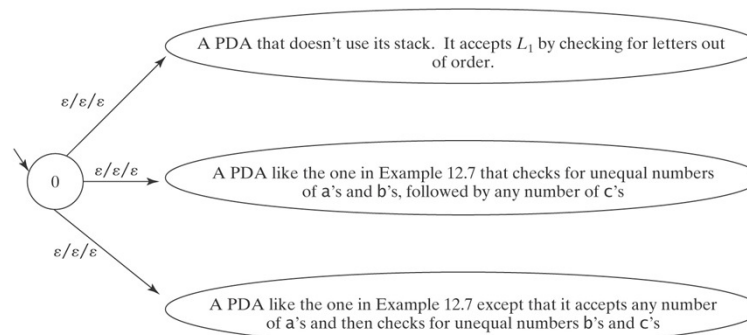 A PDA that doesn't use its stack. It accepts L₁ by checking for letters out
of order.
ε/ε/ε
0
ε/ε/ε
A PDA like the one in Example 12.7 that checks for unequal numbers
of a's and b's, followed by any number of c's
ε/ε/ε
A PDA like the one in Example 12.7 except that it accepts any number
of a's and then checks for unequal numbers b's and c's